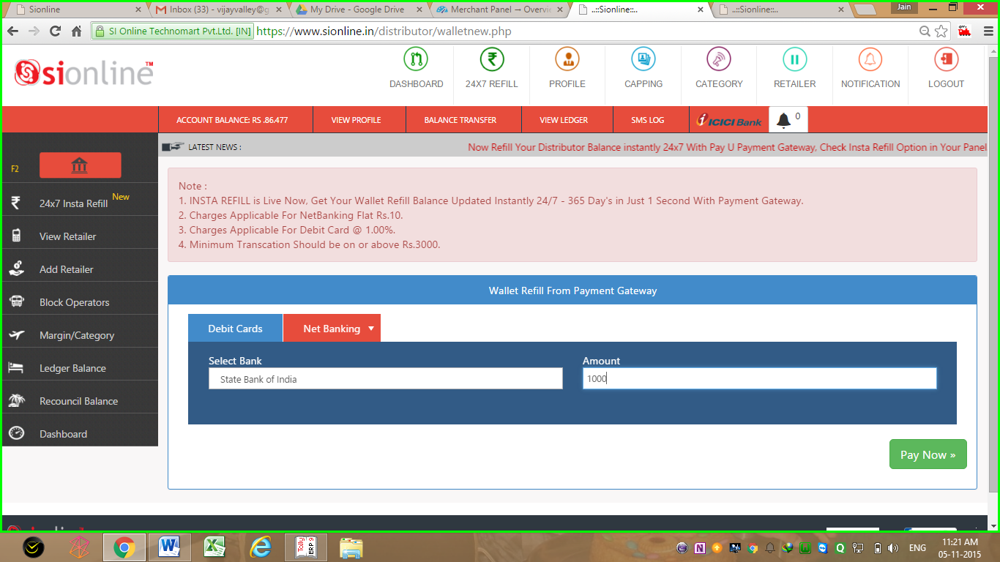 Sionline
Inbox (33) - vijayvalley@g
My Drive - Google Drive
Merchant Panel → Overvie
..::Sionline::..
..::Sionline::..
Jain
SI Online Technomart Pvt.Ltd. [IN]
https://www.sionline.in/distributor/walletnew.php
sionline™
DASHBOARD
24X7 REFILL
PROFILE
CAPPING
CATEGORY
RETAILER
NOTIFICATION
LOGOUT
ACCOUNT BALANCE: RS .86.477
VIEW PROFILE
BALANCE TRANSFER
VIEW LEDGER
SMS LOG
ICICI Bank
0
LATEST NEWS :
Now Refill Your Distributor Balance instantly 24x7 With Pay U Payment Gateway, Check Insta Refill Option in Your Panel
F2
24x7 Insta Refill New
View Retailer
Add Retailer
Block Operators
Margin/Category
Ledger Balance
Recouncil Balance
Dashboard
Note :
1. INSTA REFILL is Live Now, Get Your Wallet Refill Balance Updated Instantly 24/7 - 365 Day's in Just 1 Second With Payment Gateway.
2. Charges Applicable For NetBanking Flat Rs.10.
3. Charges Applicable For Debit Card @ 1.00%.
4. Minimum Transcation Should be on or above Rs.3000.
Wallet Refill From Payment Gateway
Debit Cards
Net Banking
Select Bank
Amount
State Bank of India
1000
Pay Now »
Tally
ERP 9
ENG
11:21 AM
05-11-2015